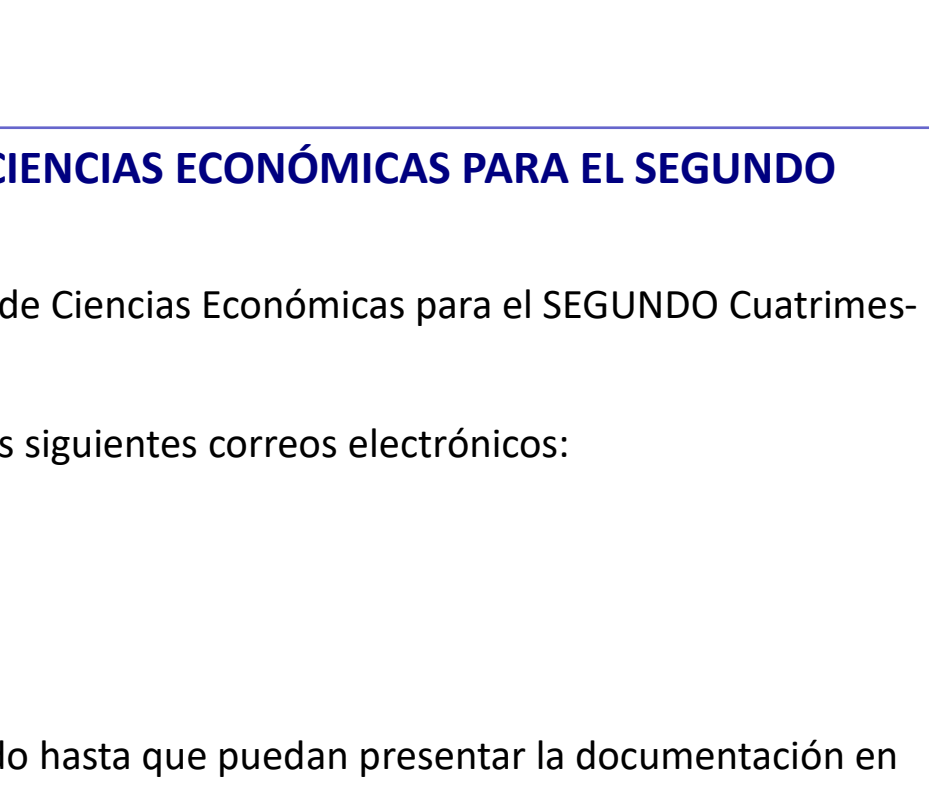 CIENCIAS ECONÓMICAS PARA EL SEGUNDO
de Ciencias Económicas para el SEGUNDO Cuatrimes-
s siguientes correos electrónicos:
do hasta que puedan presentar la documentación en